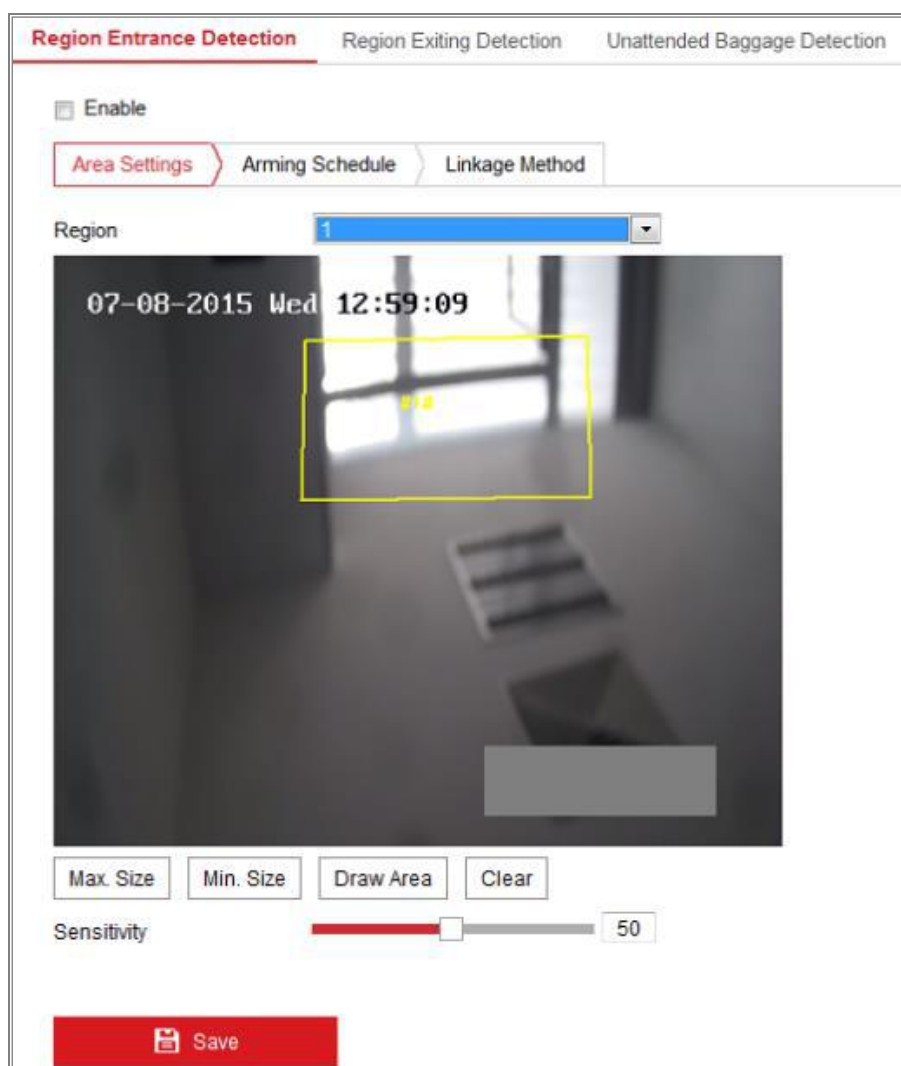 Region Entrance Detection Region Exiting Detection Unattended Baggage Detection
Enable
Area Settings Arming Schedule Linkage Method
Region 1
07-08-2015 Wed 12:59:09
#1#
Max. Size Min. Size Draw Area Clear
Sensitivity 50
Save